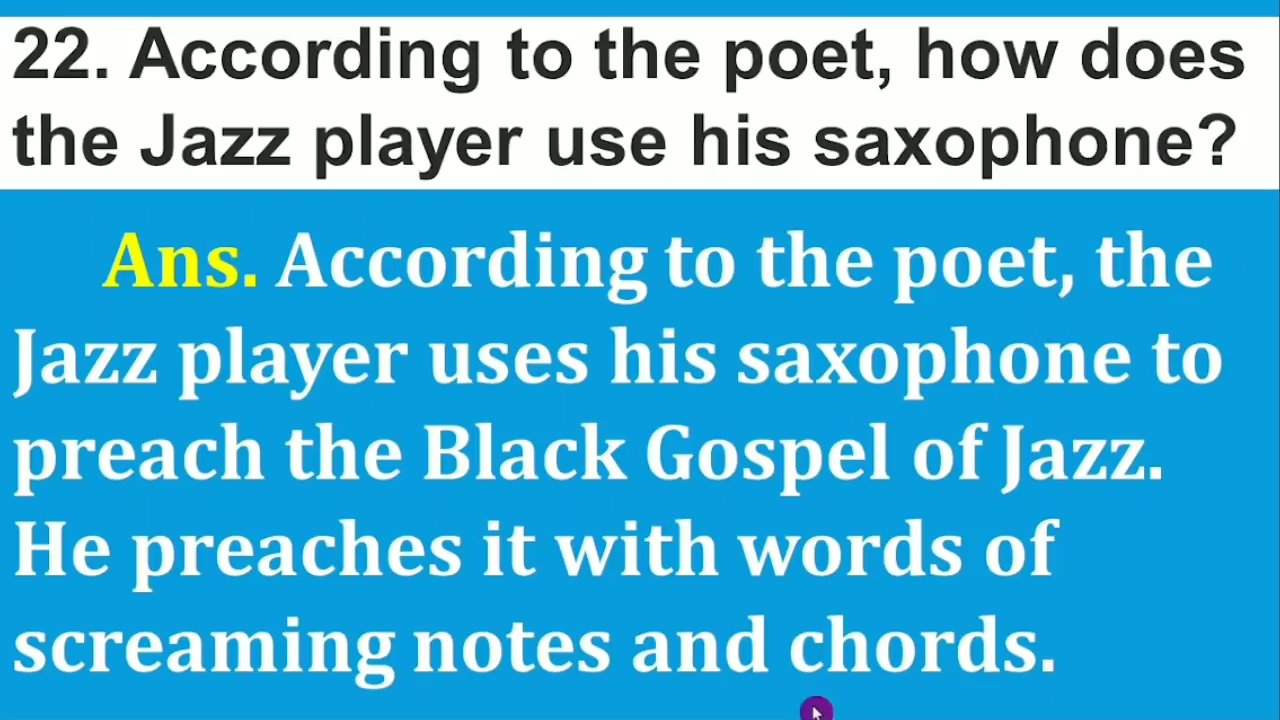 22. According to the poet, how does
the Jazz player use his saxophone?
Ans. According to the poet, the
Jazz player uses his saxophone to
preach the Black Gospel of Jazz.
He preaches it with words of
screaming notes and chords.